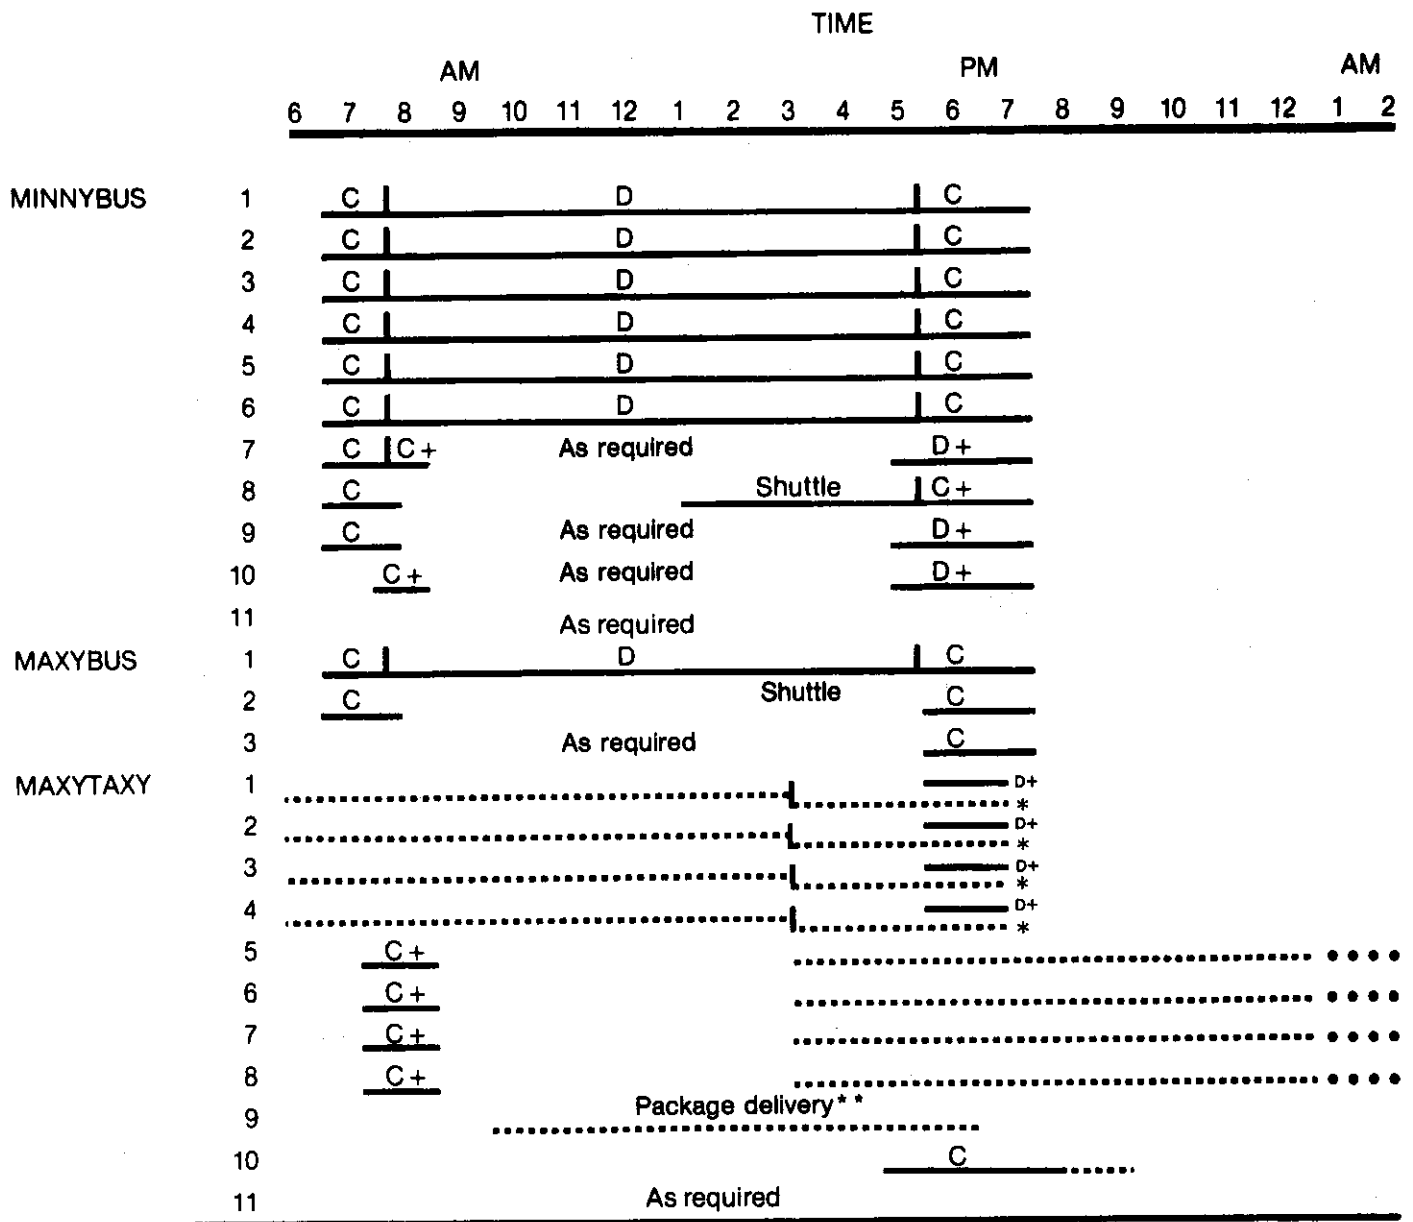 TIME
AM PM AM
6 7 8 9 10 11 12 1 2 3 4 5 6 7 8 9 10 11 12 1 2
MINNYBUS 1 C D C
2 C D C
3 C D C
4 C D C
5 C D C
6 C D C
7 C C+ As required D+
8 C Shuttle C+
9 C As required D+
10 C+ As required D+
11 As required
MAXYBUS 1 C D C
2 C Shuttle C
3 As required C
MAXYTAXY 1 D+
*
2 D+
*
3 D+
*
4 D+
*
5 C+
6 C+
7 C+
8 C+
9 Package delivery**
10 C
11 As required